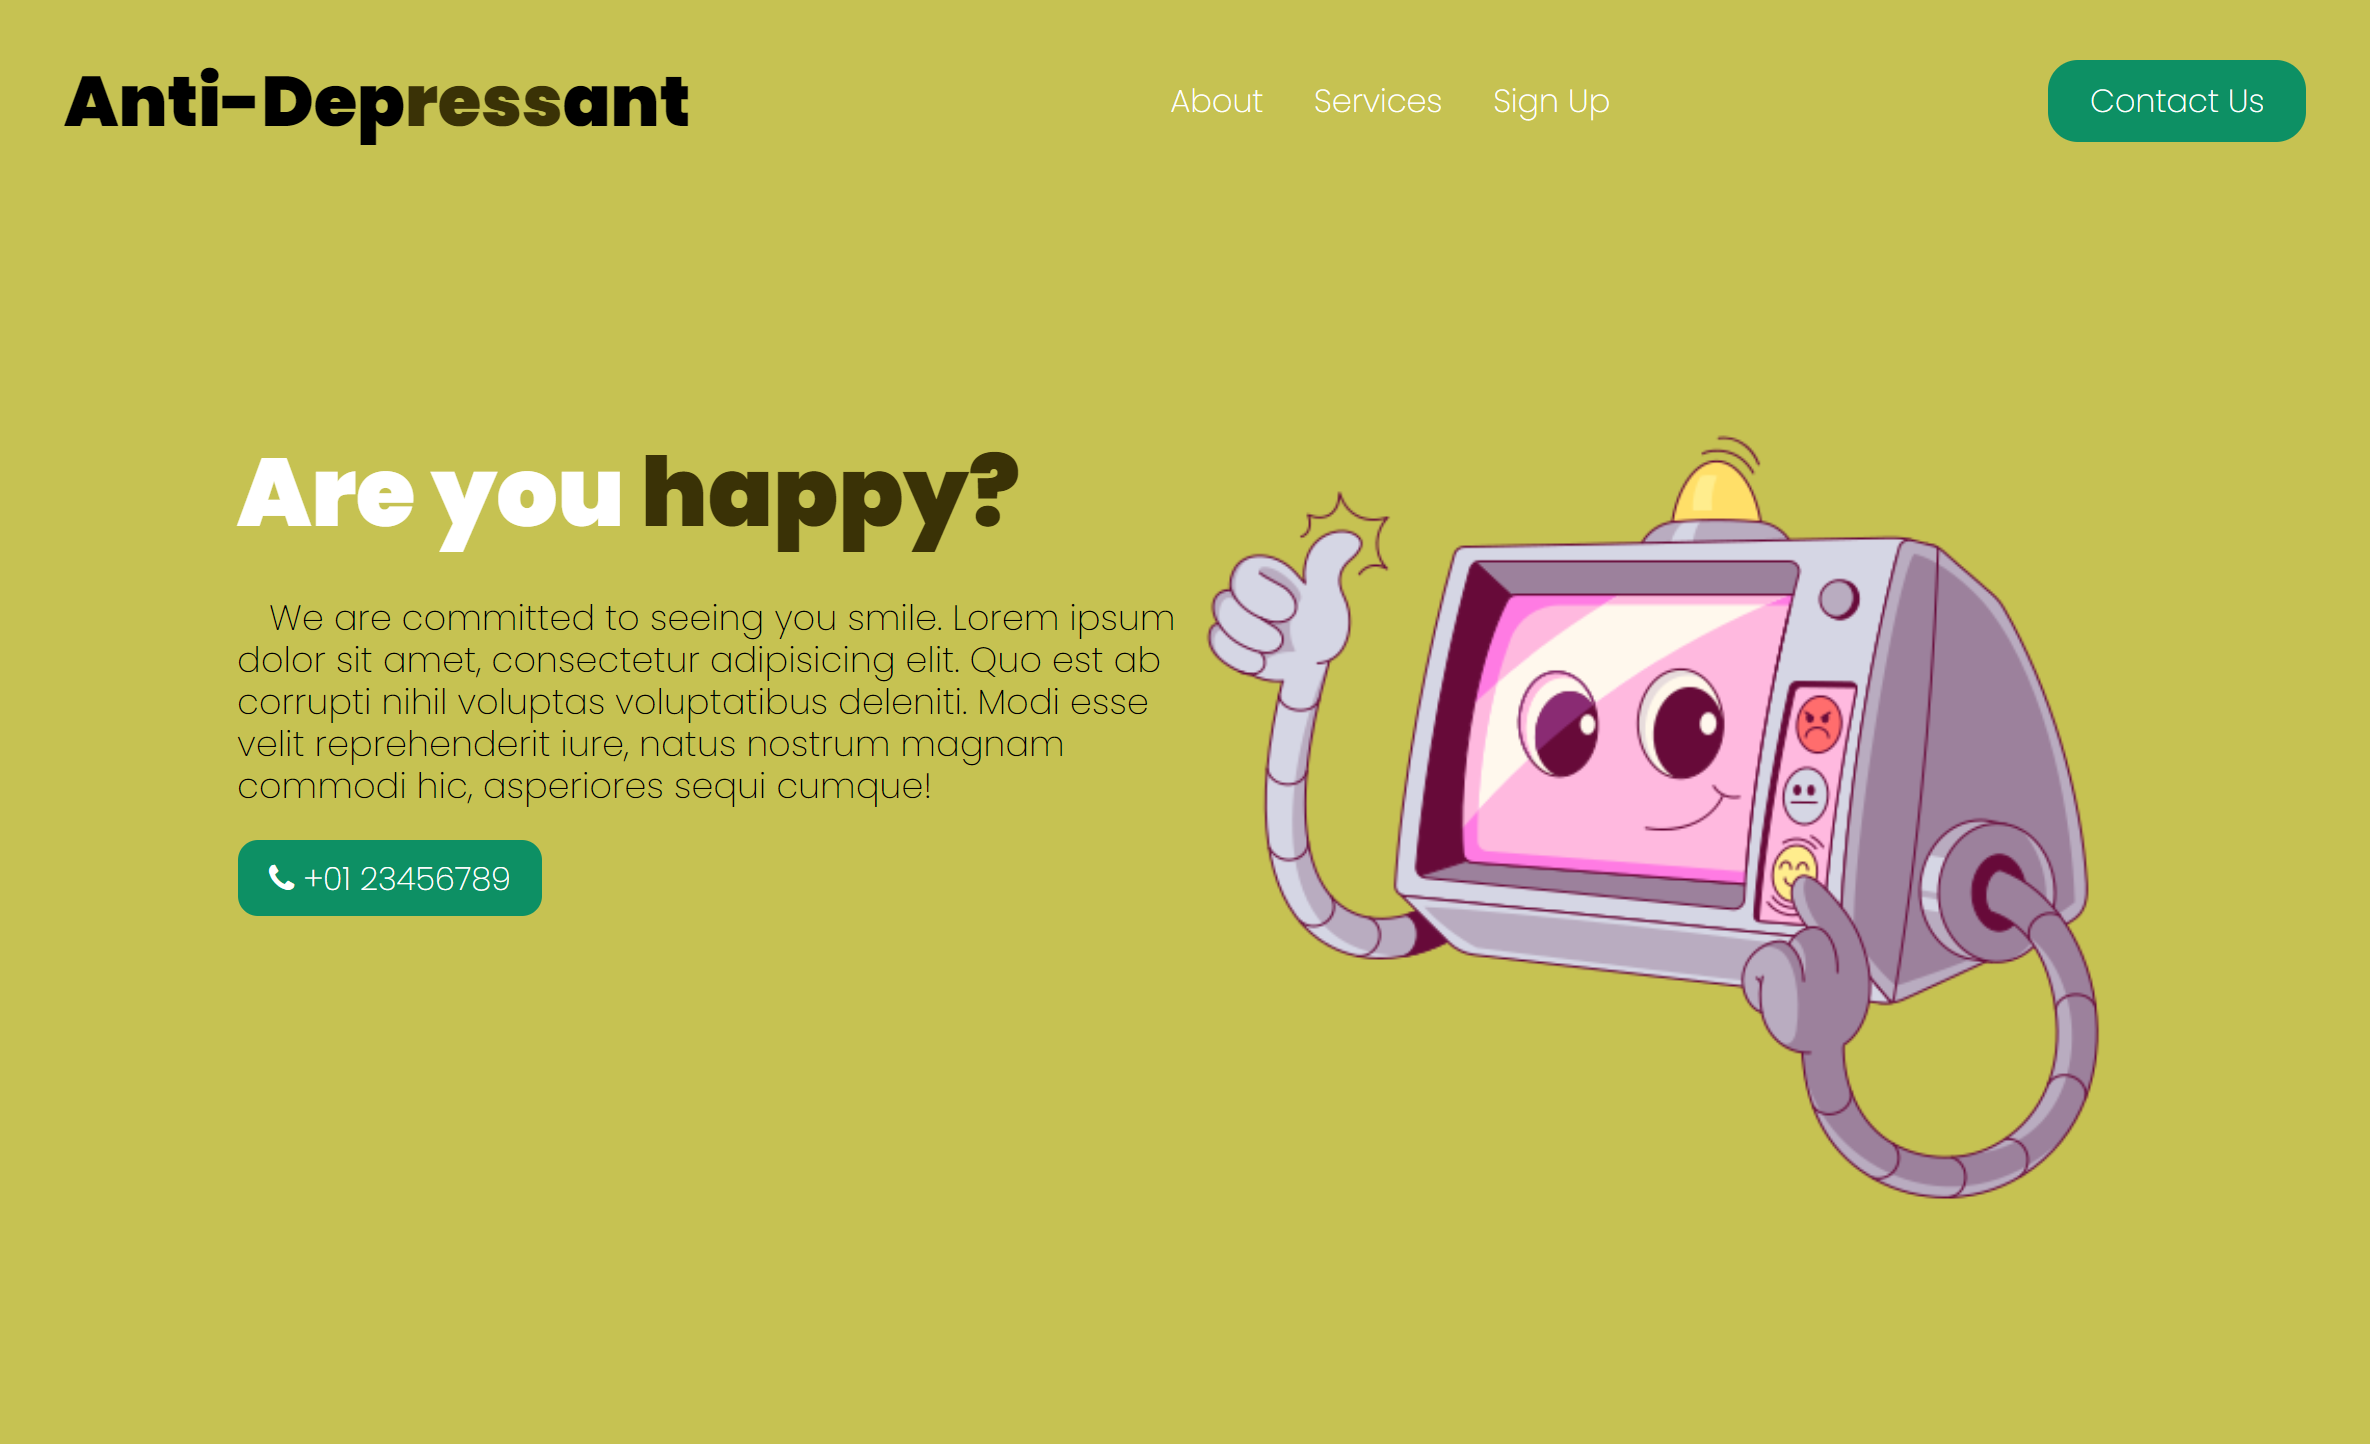 Anti-Depressant
About Services Sign Up
Contact Us
Are you happy?
We are committed to seeing you smile. Lorem ipsum
dolor sit amet, consectetur adipisicing elit. Quo est ab
corrupti nihil voluptas voluptatibus deleniti. Modi esse
velit reprehenderit iure, natus nostrum magnam
commodi hic, asperiores sequi cumque!
+01 23456789